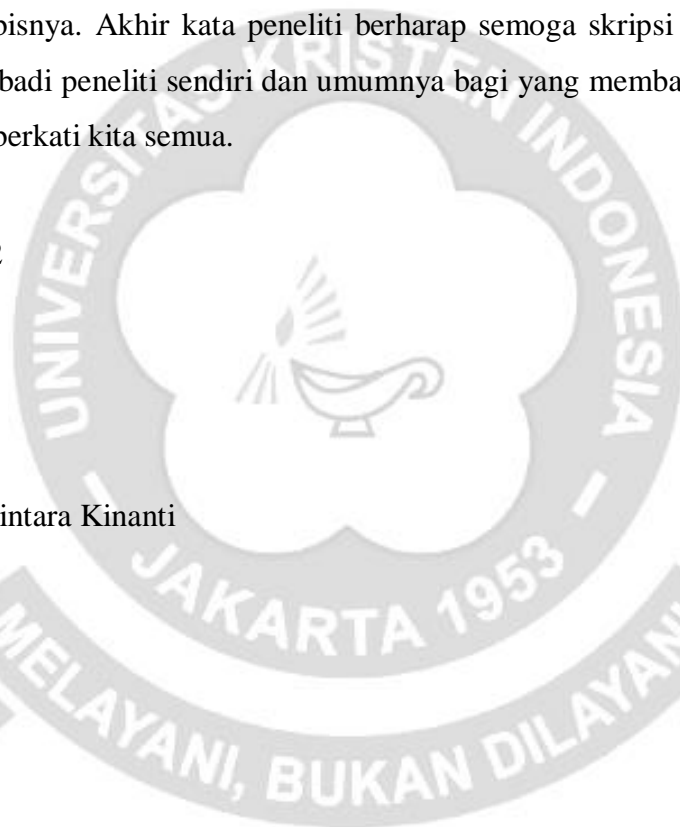 bisnya. Akhir kata peneliti berharap semoga skripsi
badi peneliti sendiri dan umumnya bagi yang memba
berkati kita semua.
2
intara Kinanti
UNIVERSITAS KRISTEN INDONESIA
JAKARTA 1953
MELAYANI, BUKAN DILAYANI